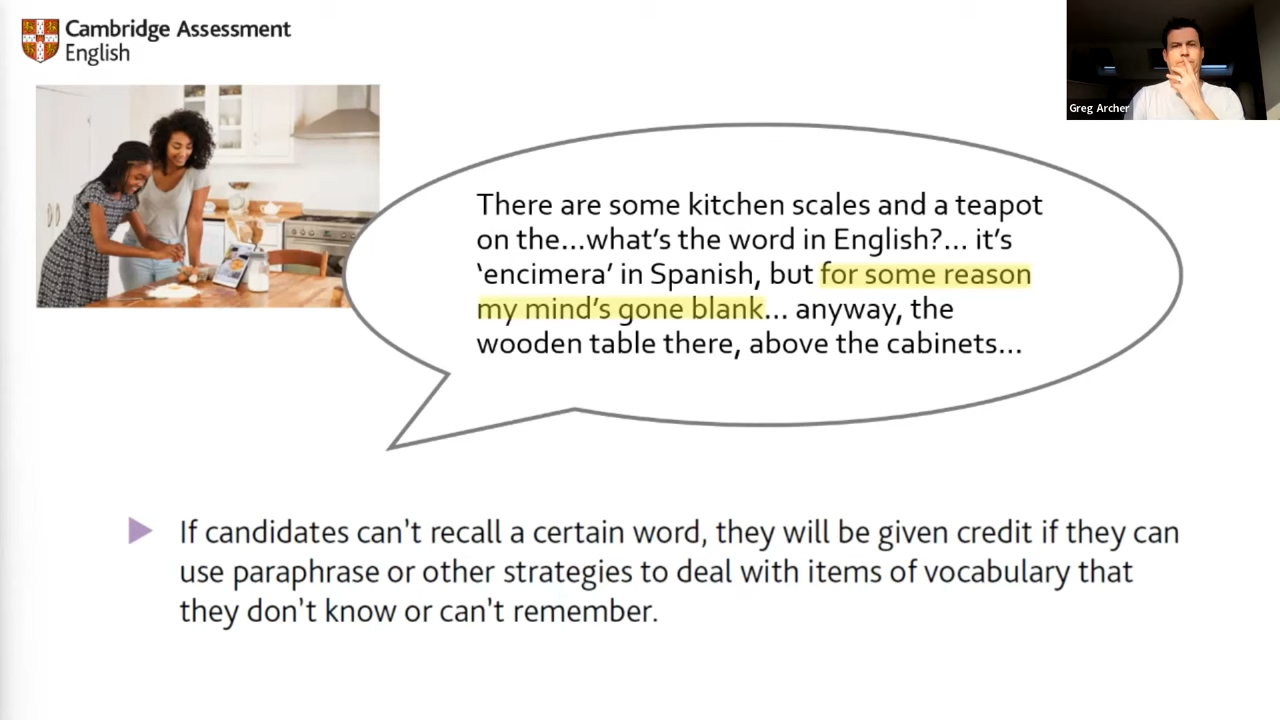 Cambridge Assessment
English
Greg Archer
There are some kitchen scales and a teapot
on the...what's the word in English?... it's
'encimera' in Spanish, but for some reason
my mind's gone blank... anyway, the
wooden table there, above the cabinets...
If candidates can't recall a certain word, they will be given credit if they can
use paraphrase or other strategies to deal with items of vocabulary that
they don't know or can't remember.